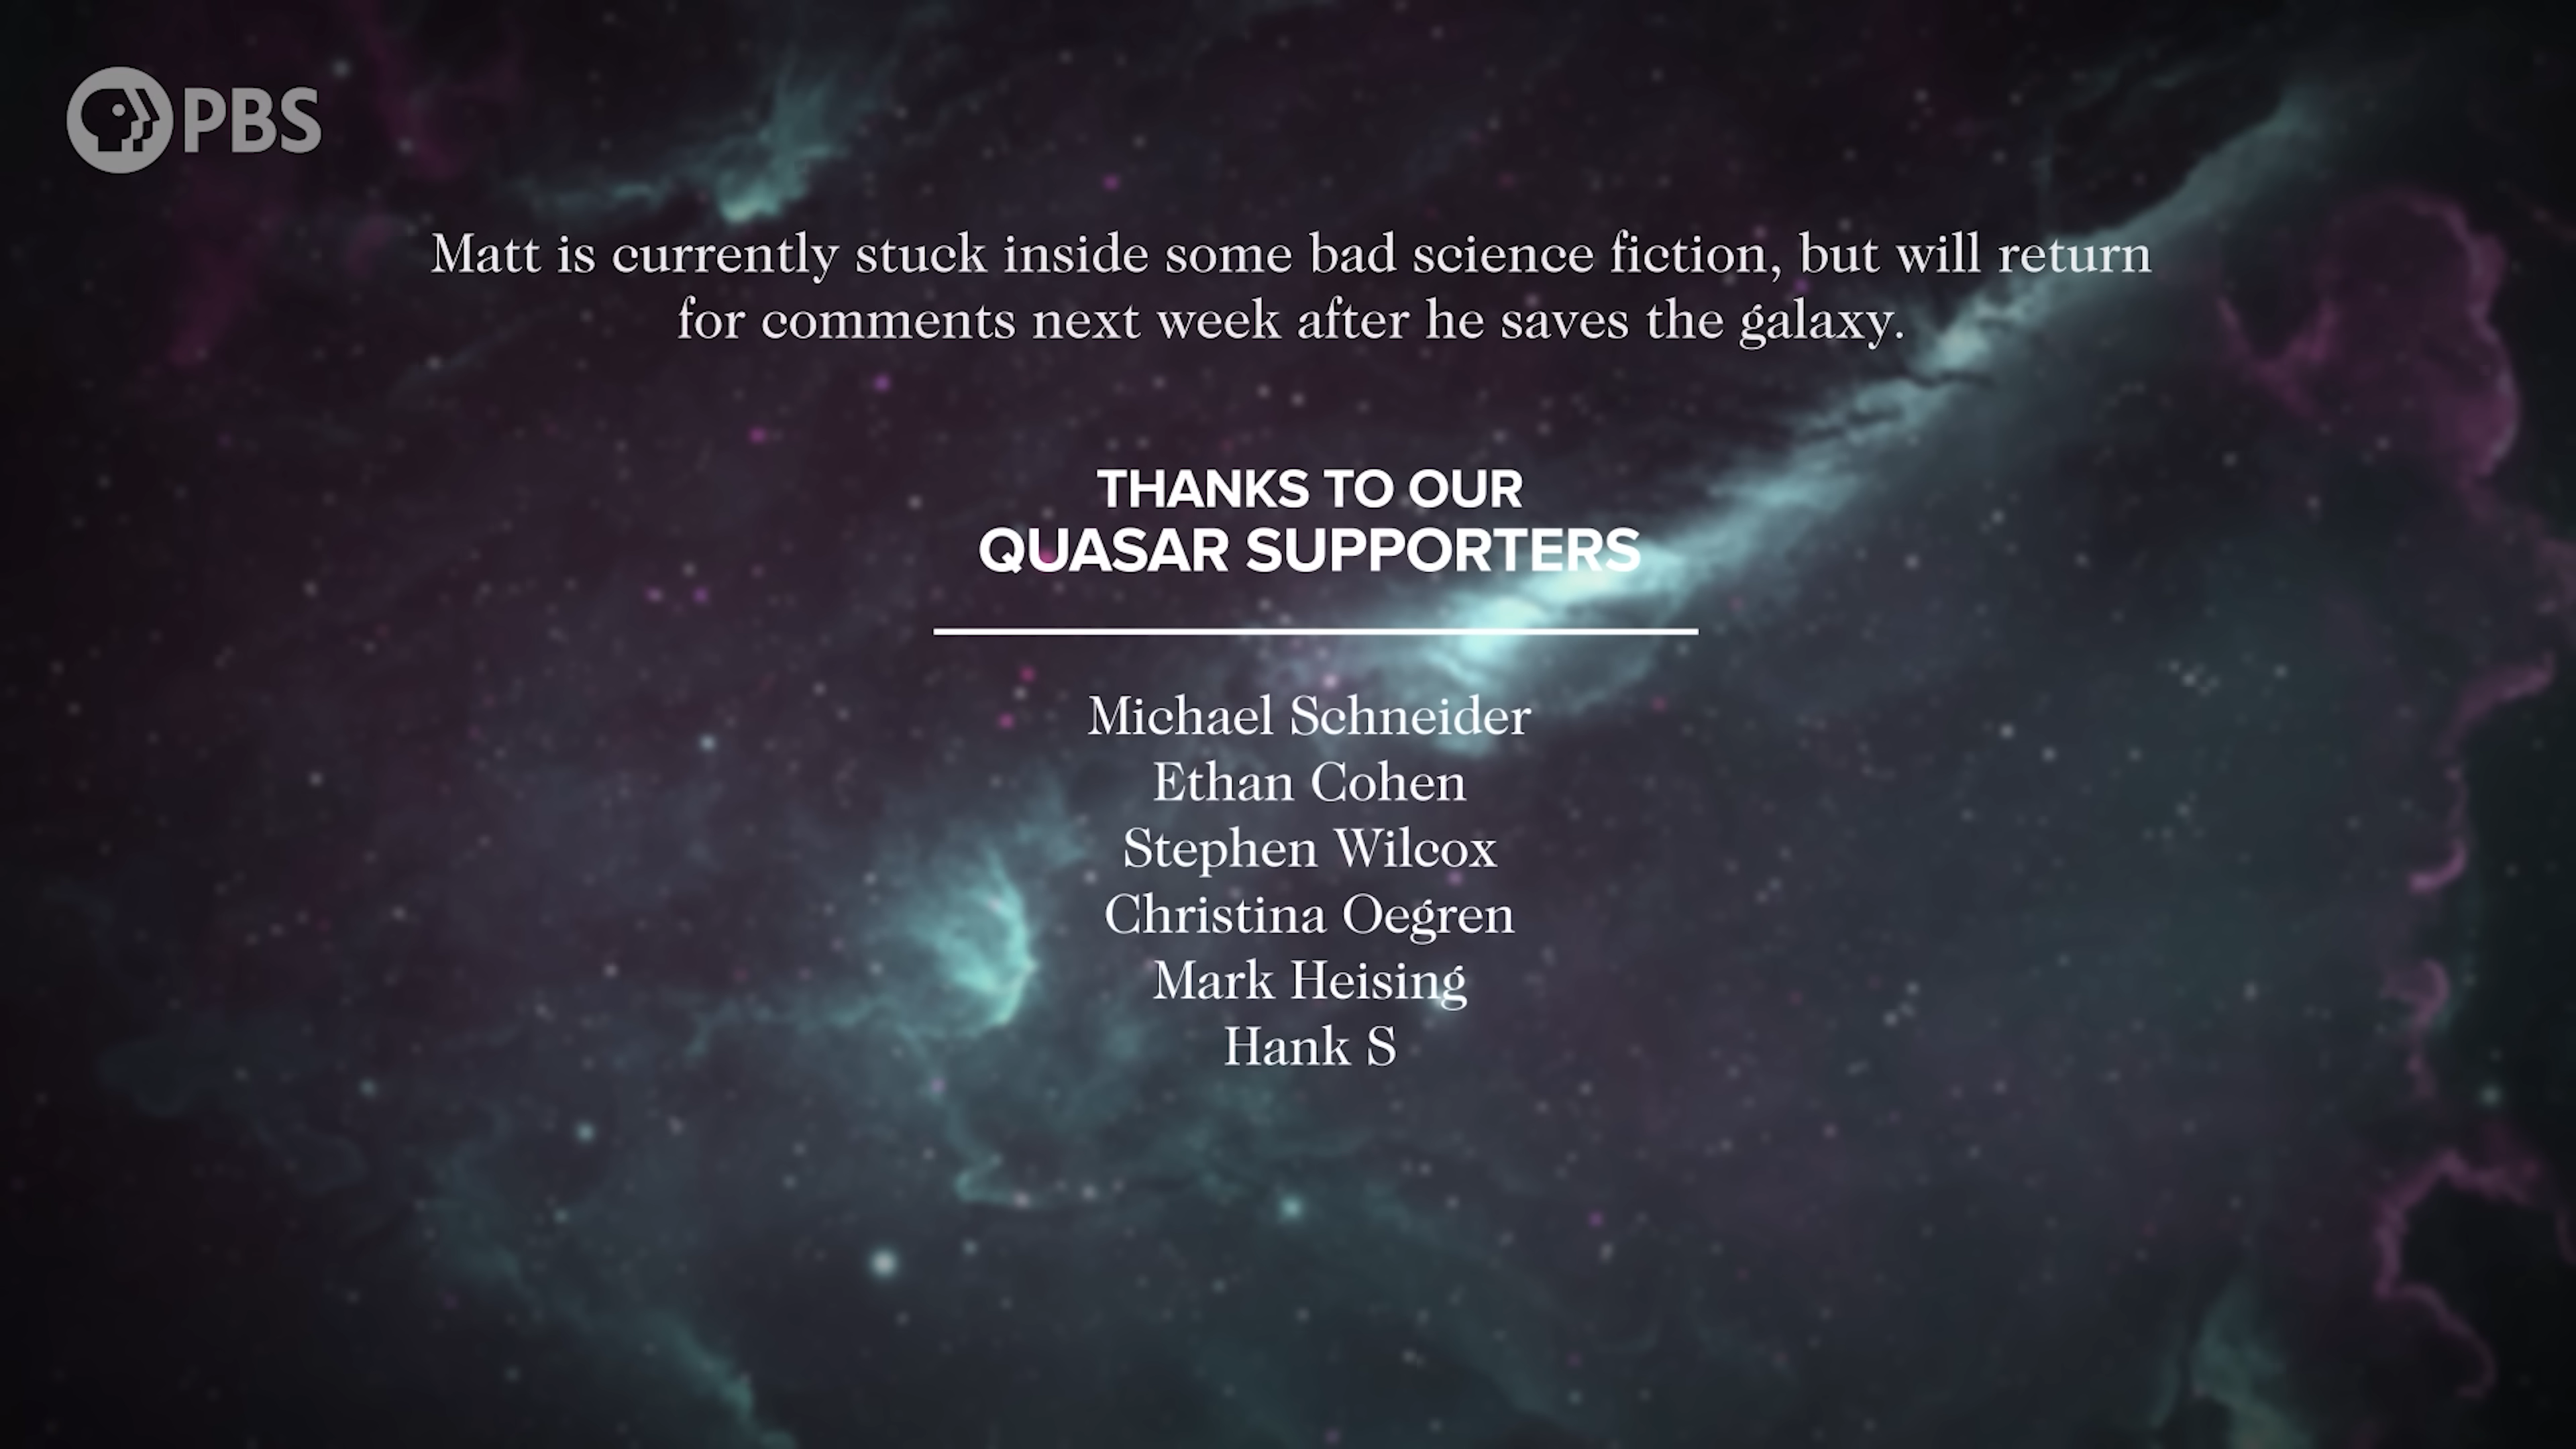 PBS
Matt is currently stuck inside some bad science fiction, but will return
for comments next week after he saves the galaxy.
THANKS TO OUR
QUASAR SUPPORTERS
Michael Schneider
Ethan Cohen
Stephen Wilcox
Christina Oegren
Mark Heising
Hank S